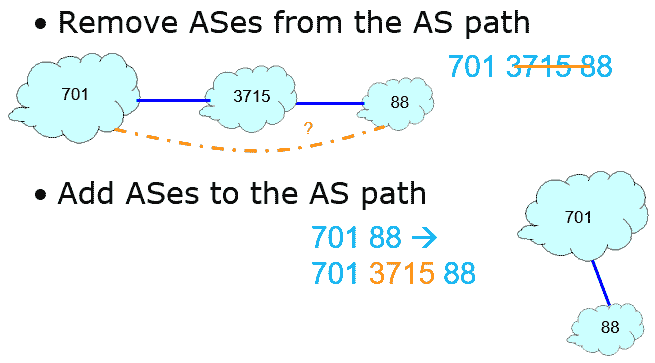 • Remove ASes from the AS path
701 3715 88
701
3715
88
?
• Add ASes to the AS path
701 88 →
701 3715 88
701
88